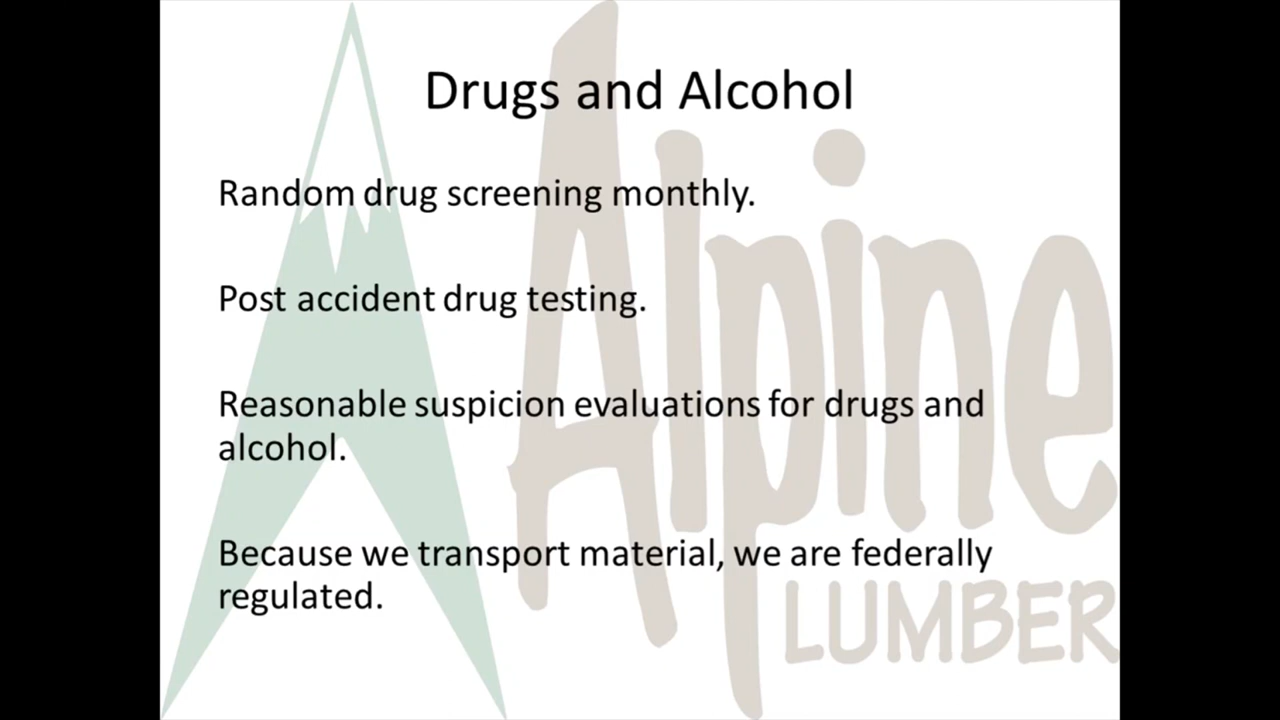 Drugs and Alcohol
Random drug screening monthly.
Post accident drug testing.
Reasonable suspicion evaluations for drugs and
alcohol.
Because we transport material, we are federally
regulated.
Alpine
LUMBER